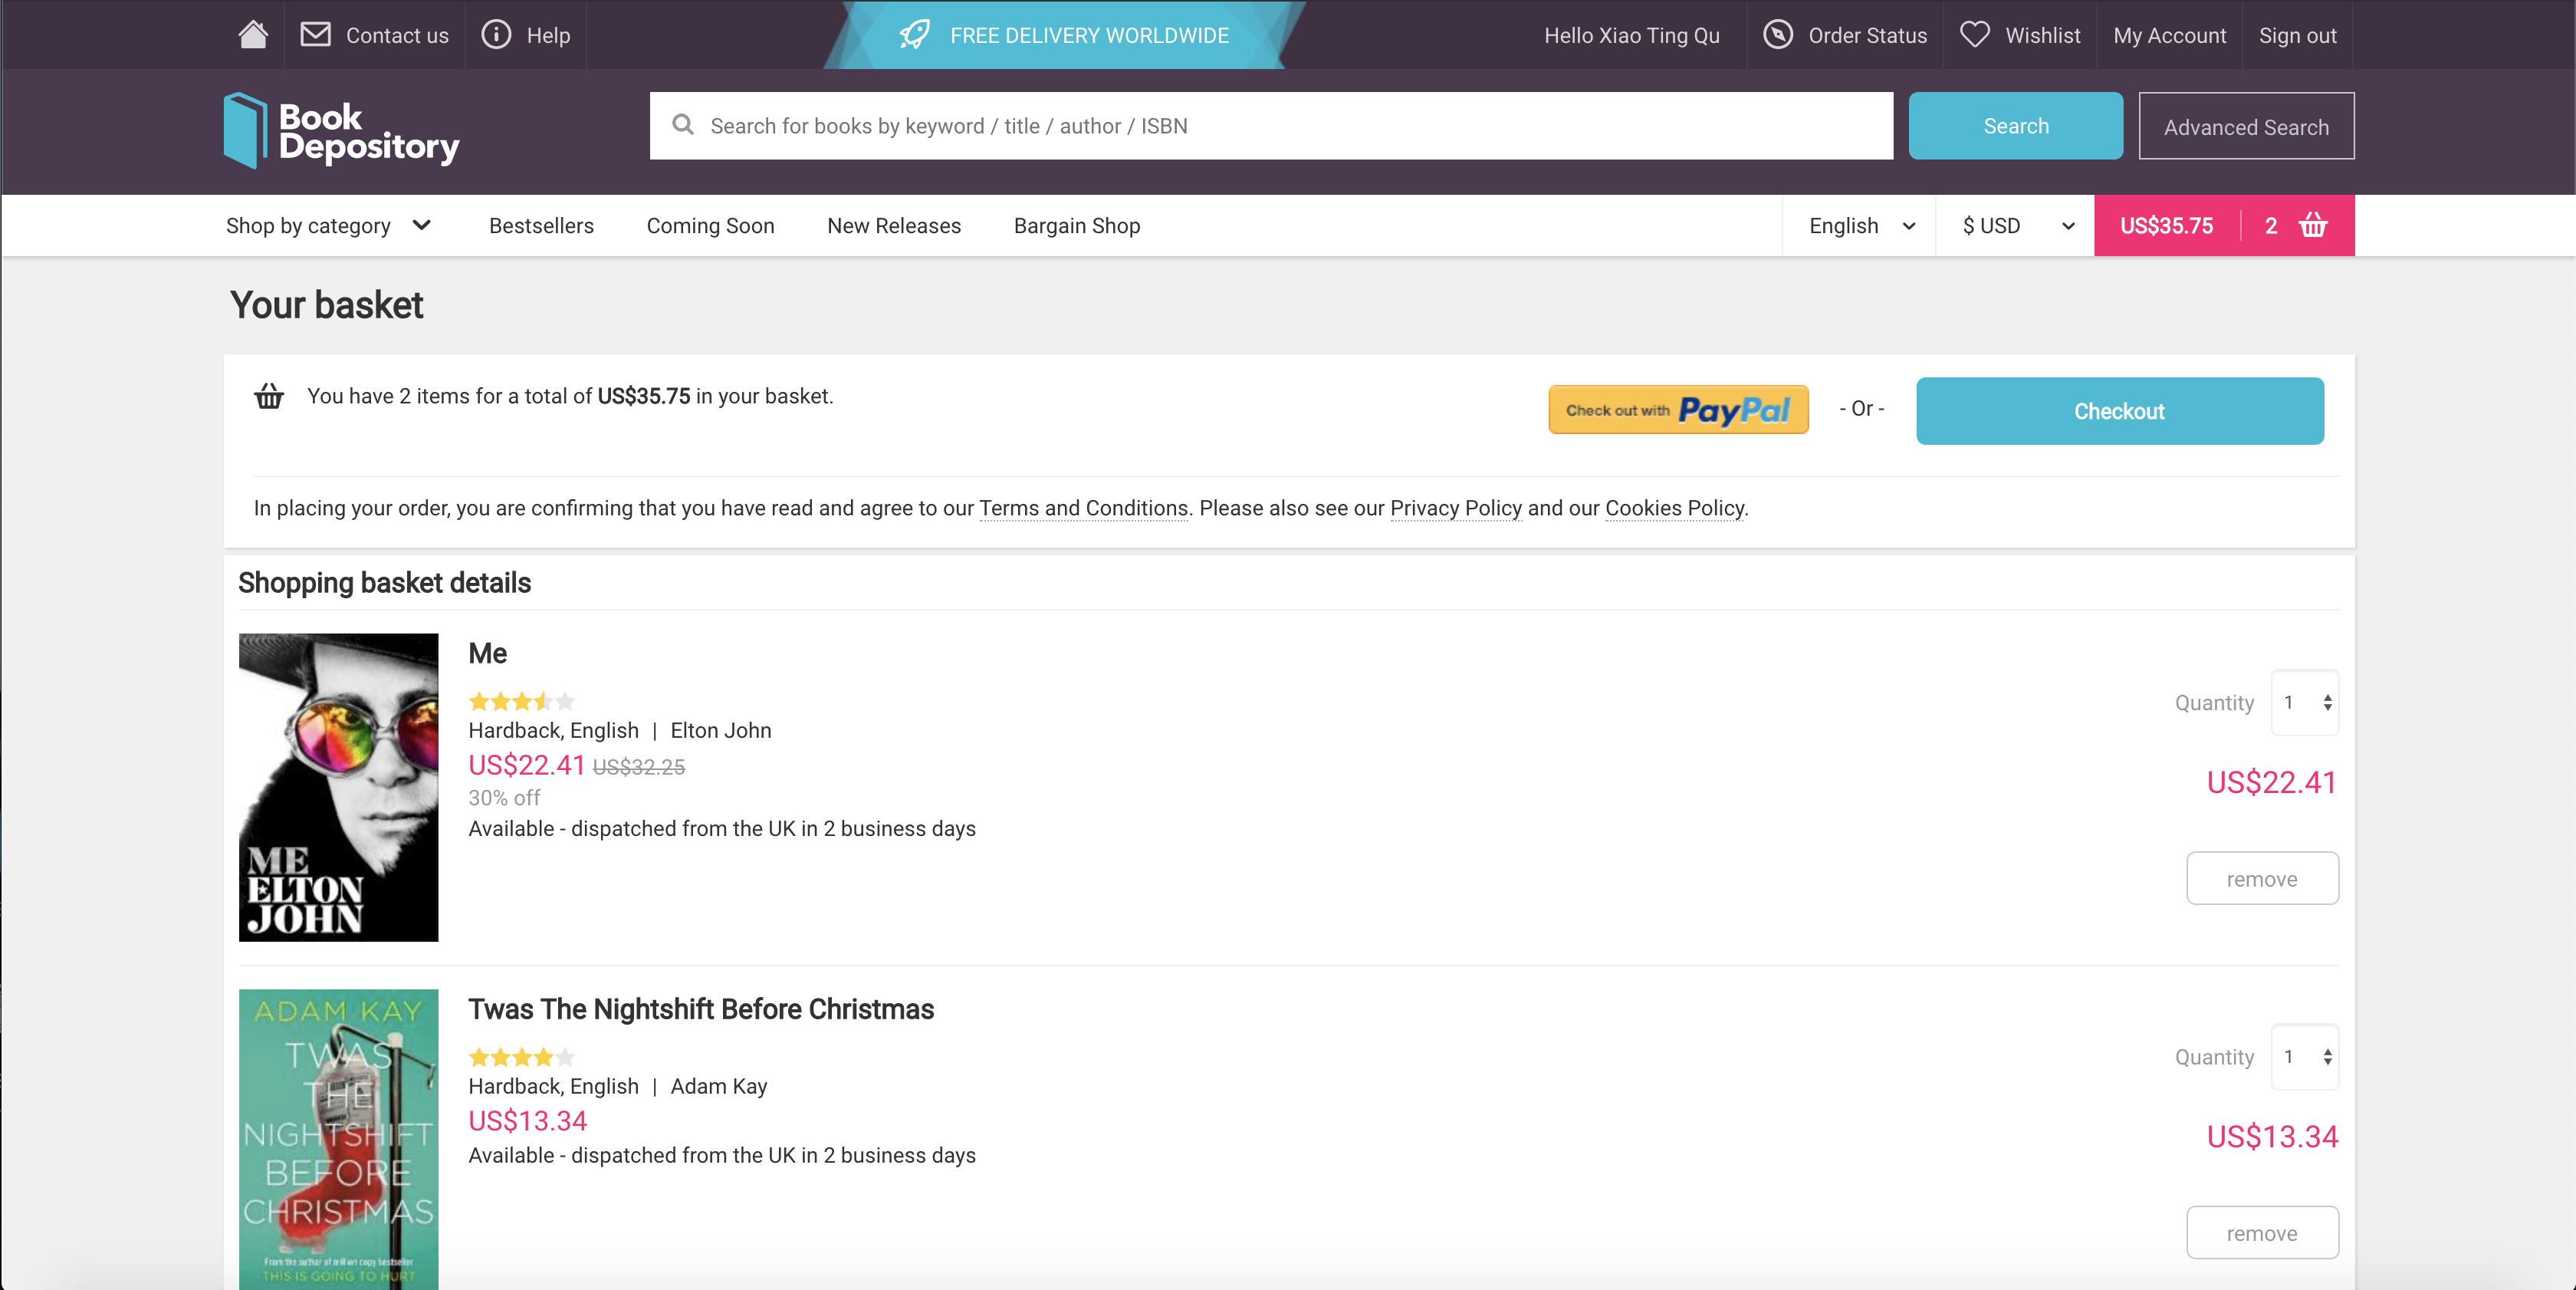 Contact us
Help
FREE DELIVERY WORLDWIDE
Hello Xiao Ting Qu
Order Status
Wishlist
My Account
Sign out
Book
Depository
Search for books by keyword / title / author / ISBN
Search
Advanced Search
Shop by category
Bestsellers
Coming Soon
New Releases
Bargain Shop
English
$ USD
US$35.75
2
Your basket
You have 2 items for a total of US$35.75 in your basket.
Check out with PayPal
- Or -
Checkout
In placing your order, you are confirming that you have read and agree to our Terms and Conditions. Please also see our Privacy Policy and our Cookies Policy.
Shopping basket details
ME
ELTON
JOHN
Me
Hardback, English | Elton John
US$22.41 US$32.25
30% off
Available - dispatched from the UK in 2 business days
Quantity 1
US$22.41
remove
ADAM KAY
TWAS
THE
NIGHTSHIFT
BEFORE
CHRISTMAS
From the author of million copy bestseller
THIS IS GOING TO HURT
Twas The Nightshift Before Christmas
Hardback, English | Adam Kay
US$13.34
Available - dispatched from the UK in 2 business days
Quantity 1
US$13.34
remove